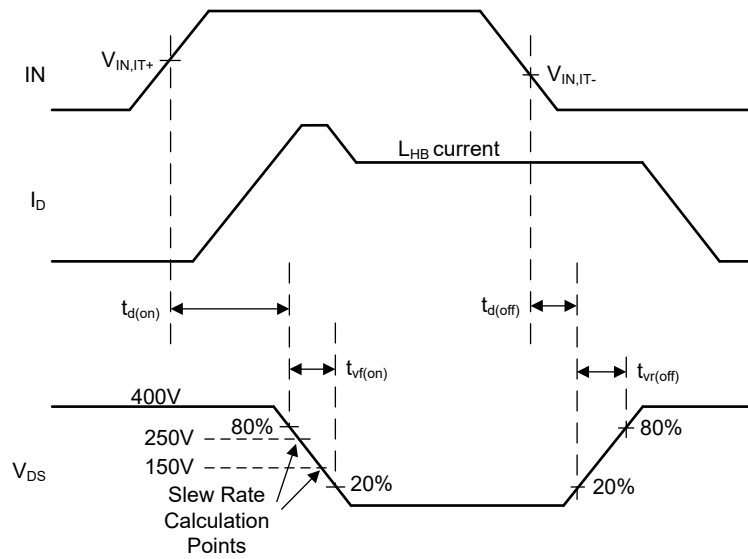 V_IN,IT+
IN
V_IN,IT-
L_HB current
I_D
t_d(on)
t_d(off)
t_vf(on)
t_vr(off)
400V
80%
80%
250V
150V
V_DS
20%
20%
Slew Rate
Calculation
Points